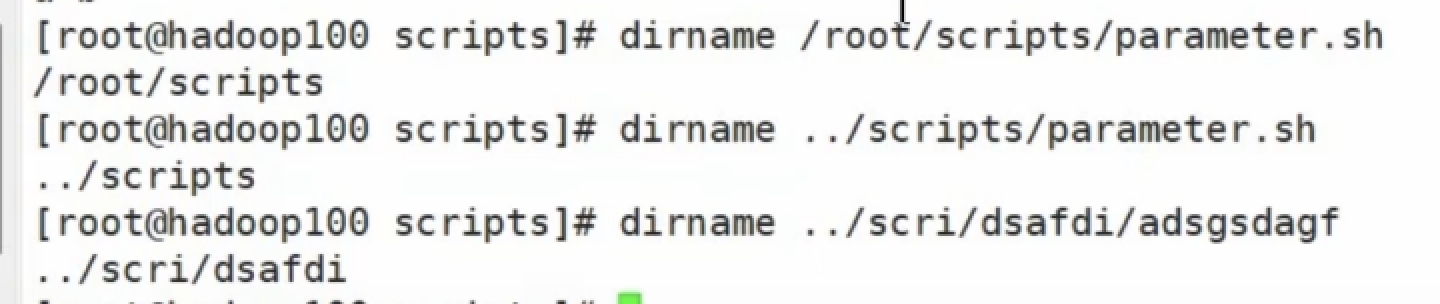 [root@hadoop100 scripts]# dirname /root/scripts/parameter.sh
/root/scripts
[root@hadoop100 scripts]# dirname ../scripts/parameter.sh
../scripts
[root@hadoop100 scripts]# dirname ../scri/dsafdi/adsgsdagf
../scri/dsafdi